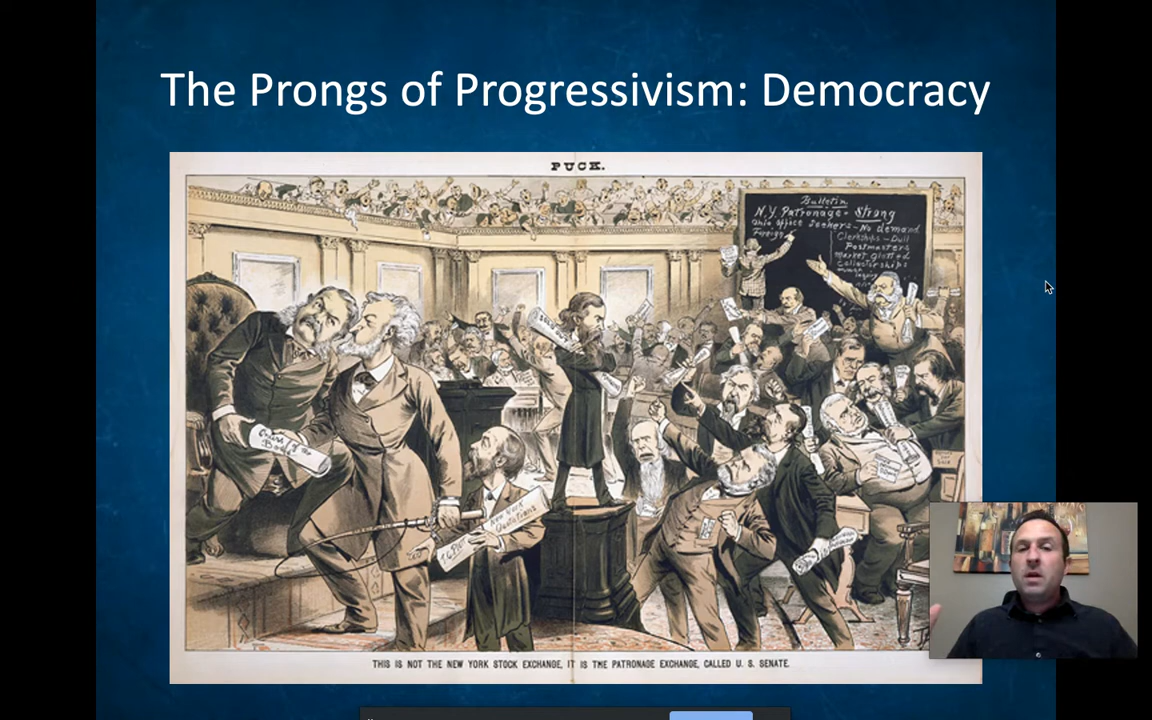 The Prongs of Progressivism: Democracy
PUCK.
Bulletin
N.Y. Patronage - Strong
Ohio office Seekers - No demand
Foreign
Clerkships - Dull
Postmasters
Market glutted
Collectorships
New York
Quotations
THIS IS NOT THE NEW YORK STOCK EXCHANGE, IT IS THE PATRONAGE EXCHANGE, CALLED U. S. SENATE.